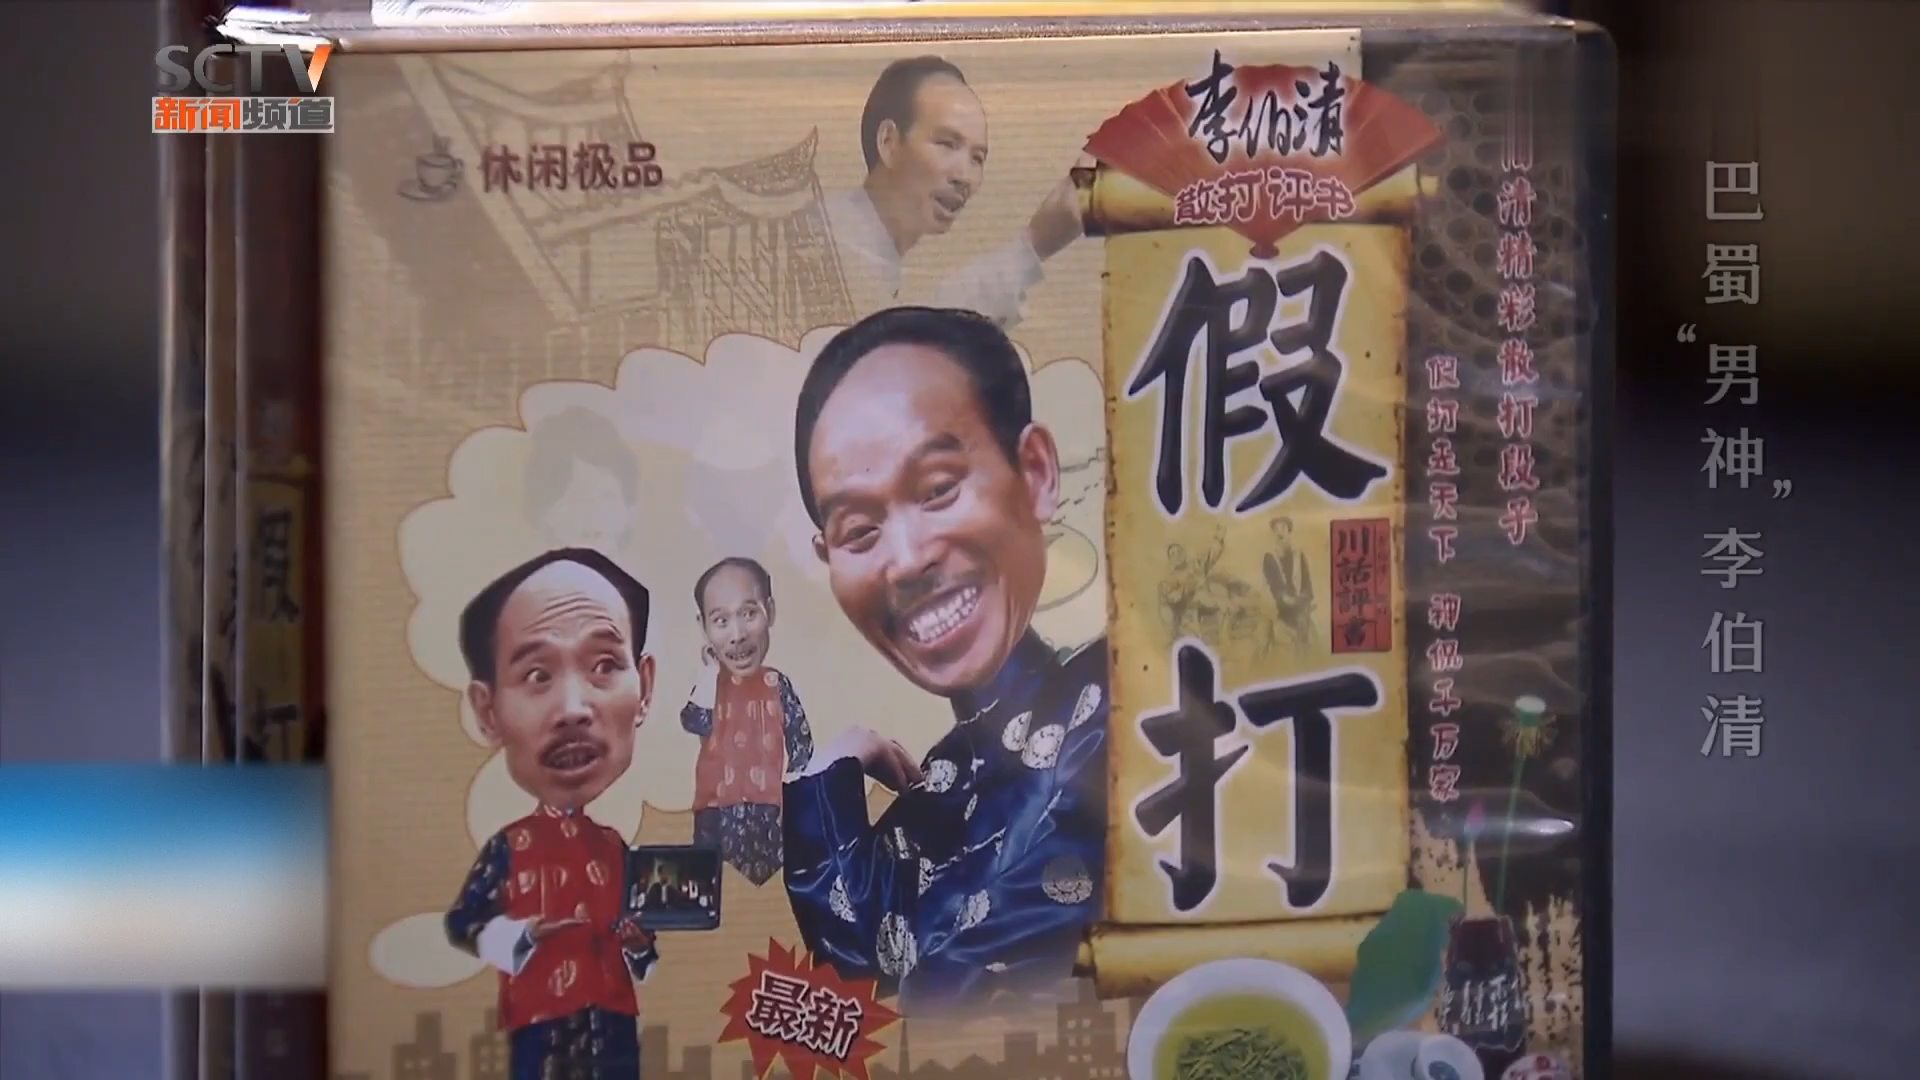 SCTV
新闻频道
休闲极品
李伯清
散打评书
假打
川话评书
清精彩散打段子
假打走天下 神侃千万家
最新
巴蜀“男神”李伯清
假打